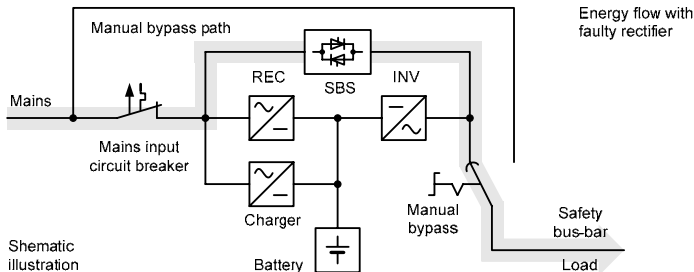 Manual bypass path
Energy flow with
faulty rectifier
REC
SBS
INV
Mains
Mains input
circuit breaker
Charger
Manual
bypass
Safety
bus-bar
Shematic
illustration
Battery
Load